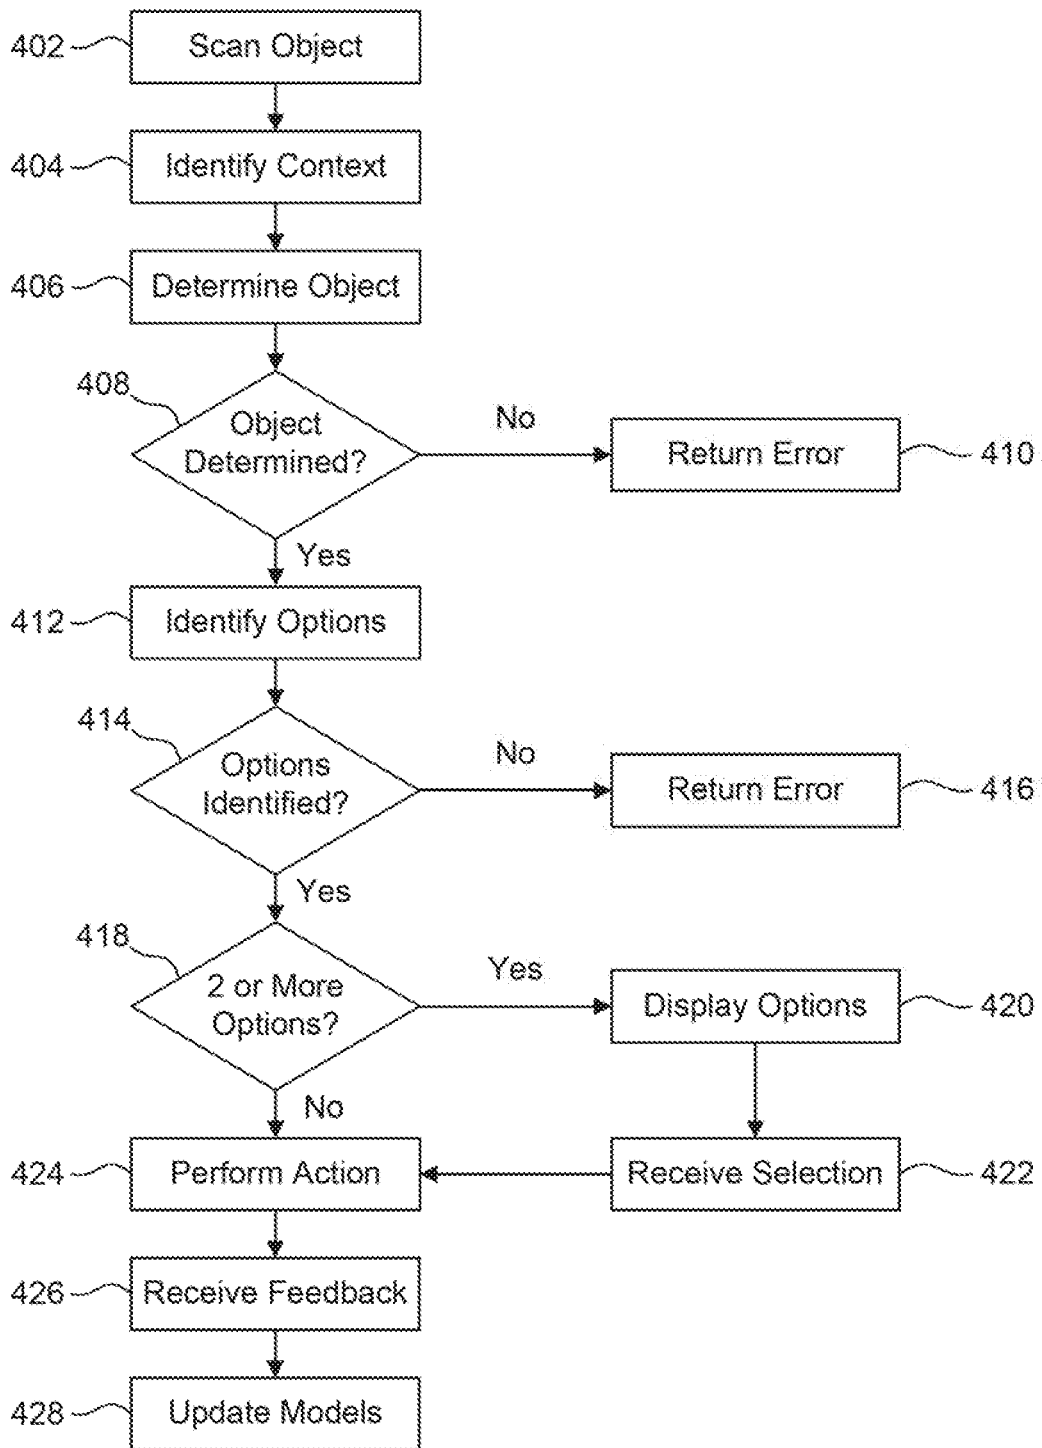 402
Scan Object
404
Identify Context
406
Determine Object
408
Object
Determined?
No
Return Error
410
Yes
412
Identify Options
414
Options
Identified?
No
Return Error
416
Yes
418
2 or More
Options?
Yes
Display Options
420
No
424
Perform Action
Receive Selection
422
426
Receive Feedback
428
Update Models